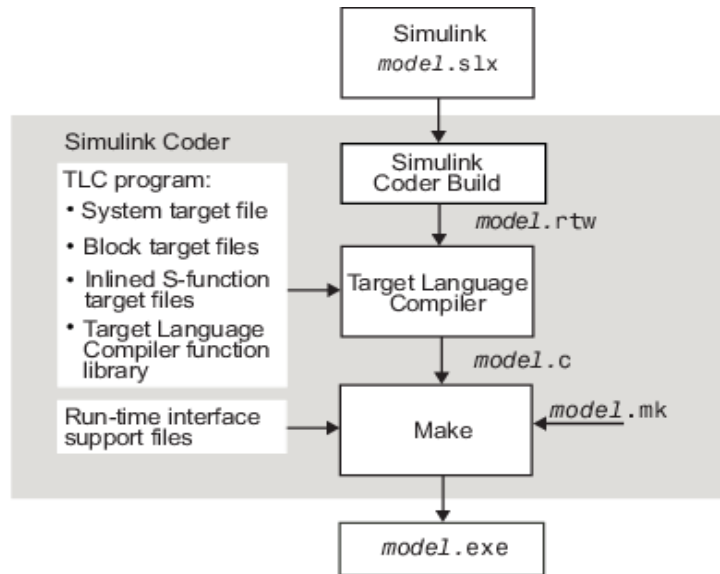 Simulink
model.slx
Simulink Coder
Simulink
Coder Build
TLC program:
• System target file
• Block target files
• Inlined S-function
target files
• Target Language
Compiler function
library
model.rtw
Target Language
Compiler
model.c
Run-time interface
support files
Make
model.mk
model.exe